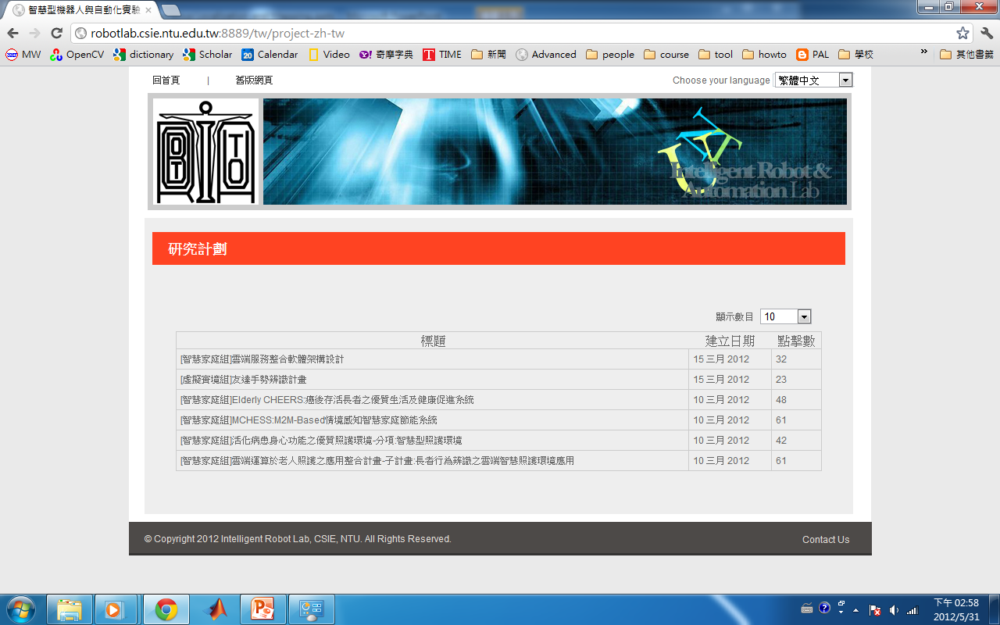 智慧型機器人與自動化實驗
robotlab.csie.ntu.edu.tw:8889/tw/project-zh-tw
MW OpenCV dictionary Scholar 20 Calendar Video Y! 奇摩字典 T TIME 新聞 Advanced people course tool howto PAL 學校 » 其他書籤
回首頁 | 舊版網頁 Choose your language 繁體中文
ROBOT IA TO
NTU
Intelligent Robot &
Automation Lab
研究計劃
顯示數目 10
標題 建立日期 點擊數
[智慧家庭組]雲端服務整合軟體架構設計 15 三月 2012 32
[虛擬實境組]友達手勢辨識計畫 15 三月 2012 23
[智慧家庭組]Elderly CHEERS:癌後存活長者之優質生活及健康促進系統 10 三月 2012 48
[智慧家庭組]MCHESS:M2M-Based情境感知智慧家庭節能系統 10 三月 2012 61
[智慧家庭組]活化病患身心功能之優質照護環境-分項:智慧型照護環境 10 三月 2012 42
[智慧家庭組]雲端運算於老人照護之應用整合計畫-子計畫:長者行為辨識之雲端智慧照護環境應用 10 三月 2012 61
© Copyright 2012 Intelligent Robot Lab, CSIE, NTU. All Rights Reserved. Contact Us
下午 02:58
2012/5/31